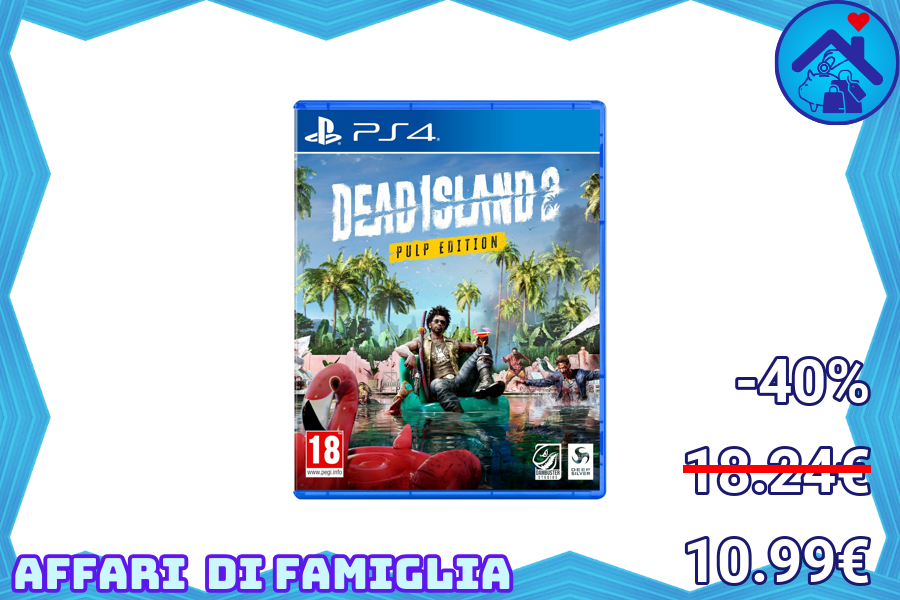 PS4
DEAD ISLAND 2
PULP EDITION
18
www.pegi.info
DAMBUSTER
STUDIOS
DEEP
SILVER
-40%
18.24€
10.99€
AFFARI DI FAMIGLIA